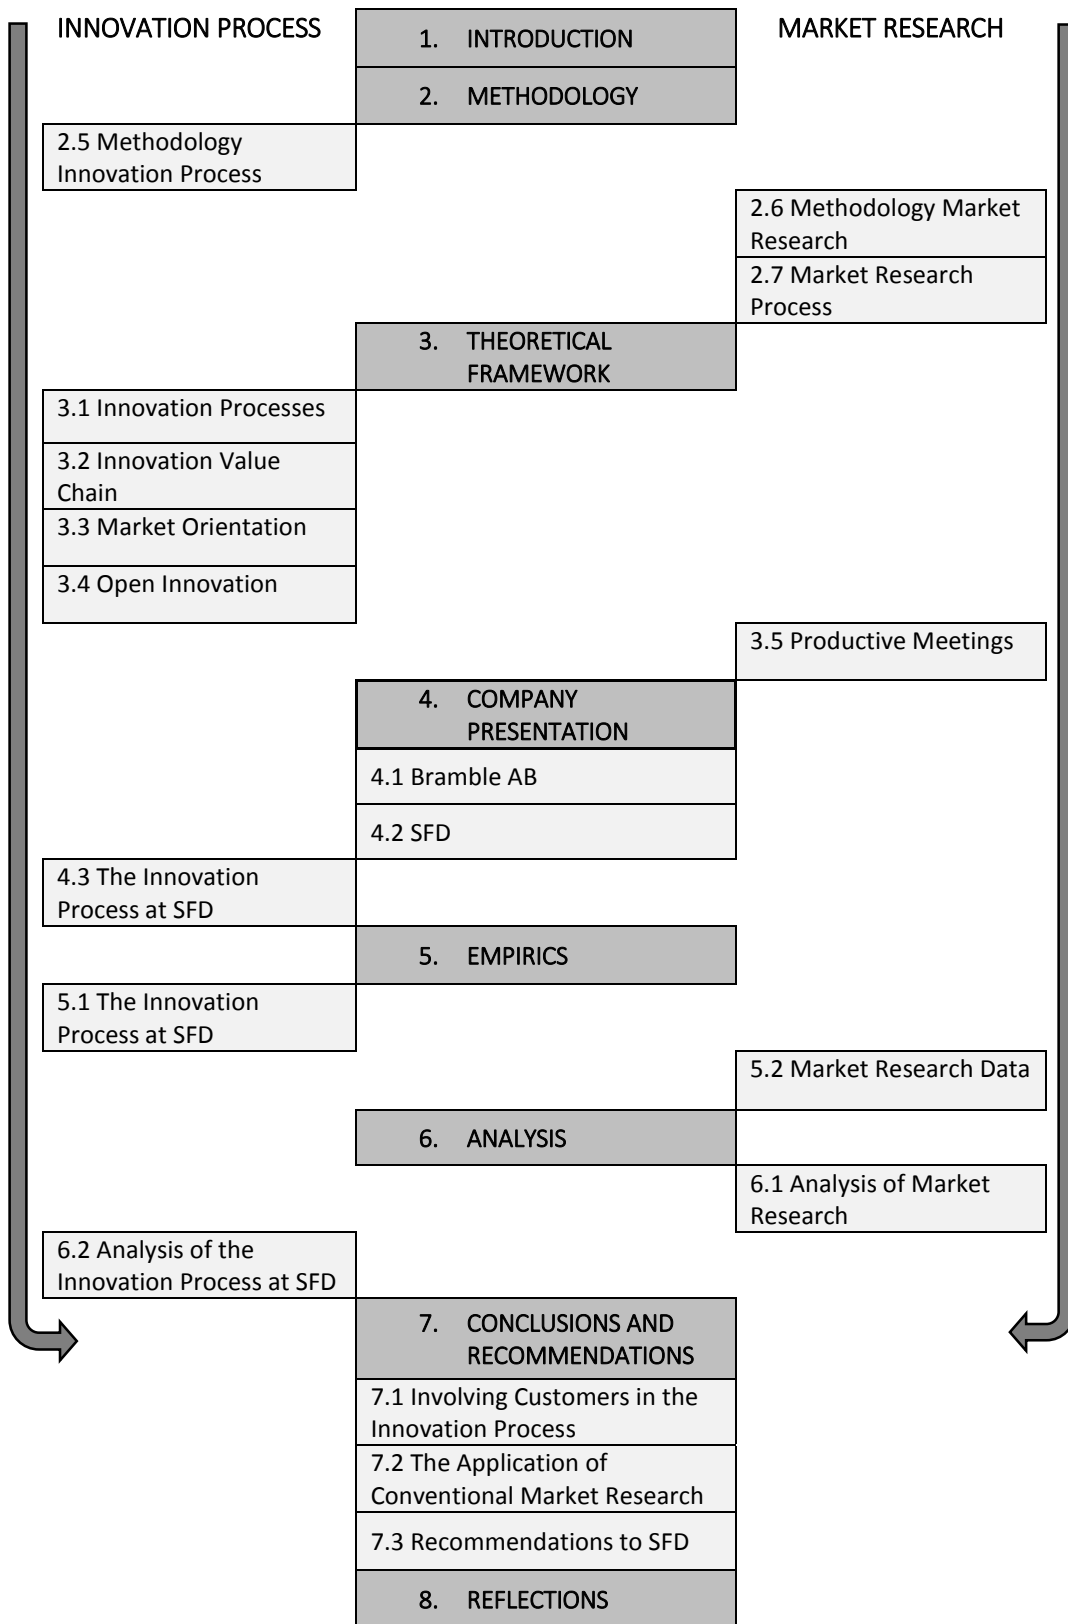 INNOVATION PROCESS
1. INTRODUCTION
MARKET RESEARCH
2. METHODOLOGY
2.5 Methodology
Innovation Process
2.6 Methodology Market
Research
2.7 Market Research
Process
3. THEORETICAL
FRAMEWORK
3.1 Innovation Processes
3.2 Innovation Value
Chain
3.3 Market Orientation
3.4 Open Innovation
3.5 Productive Meetings
4. COMPANY
PRESENTATION
4.1 Bramble AB
4.2 SFD
4.3 The Innovation
Process at SFD
5. EMPIRICS
5.1 The Innovation
Process at SFD
5.2 Market Research Data
6. ANALYSIS
6.1 Analysis of Market
Research
6.2 Analysis of the
Innovation Process at SFD
7. CONCLUSIONS AND
RECOMMENDATIONS
7.1 Involving Customers in the
Innovation Process
7.2 The Application of
Conventional Market Research
7.3 Recommendations to SFD
8. REFLECTIONS